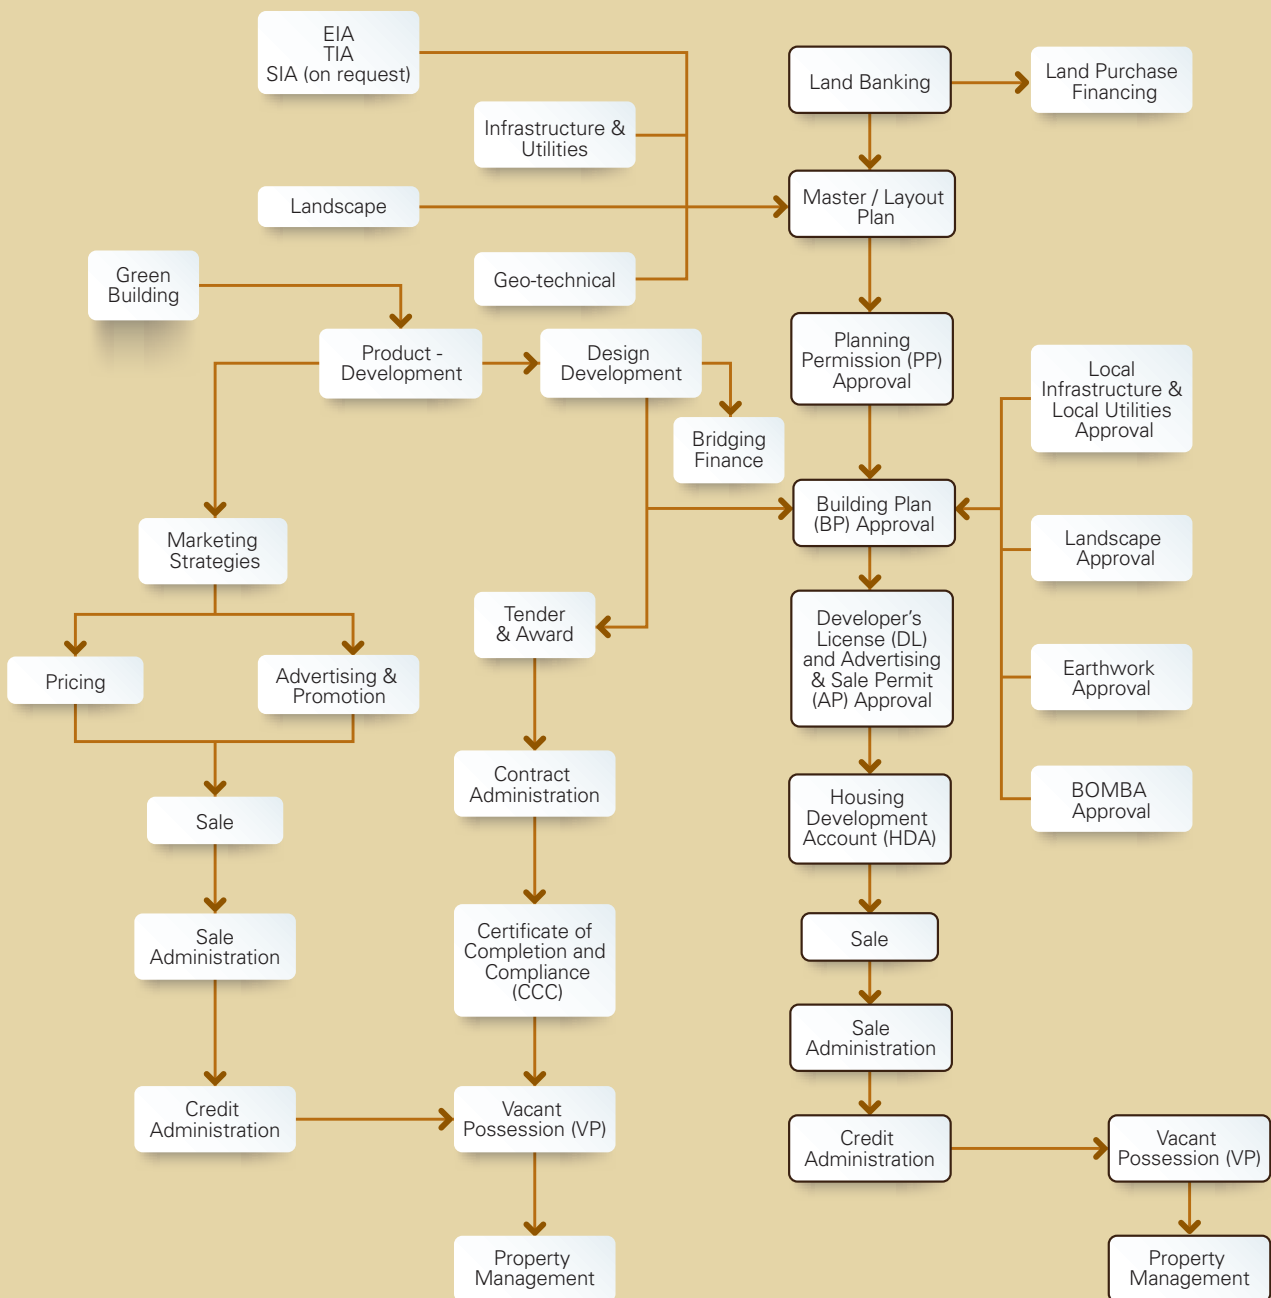 EIA
TIA
SIA (on request)
Land Banking
Land Purchase
Financing
Infrastructure &
Utilities
Landscape
Master / Layout
Plan
Green
Building
Geo-technical
Product -
Development
Design
Development
Planning
Permission (PP)
Approval
Local
Infrastructure &
Local Utilities
Approval
Bridging
Finance
Marketing
Strategies
Building Plan
(BP) Approval
Landscape
Approval
Tender
& Award
Developer’s
License (DL)
and Advertising
& Sale Permit
(AP) Approval
Pricing
Advertising &
Promotion
Earthwork
Approval
Contract
Administration
Housing
Development
Account (HDA)
BOMBA
Approval
Sale
Sale
Administration
Certificate of
Completion and
Compliance
(CCC)
Sale
Sale
Administration
Credit
Administration
Vacant
Possession (VP)
Credit
Administration
Vacant
Possession (VP)
Property
Management
Property
Management